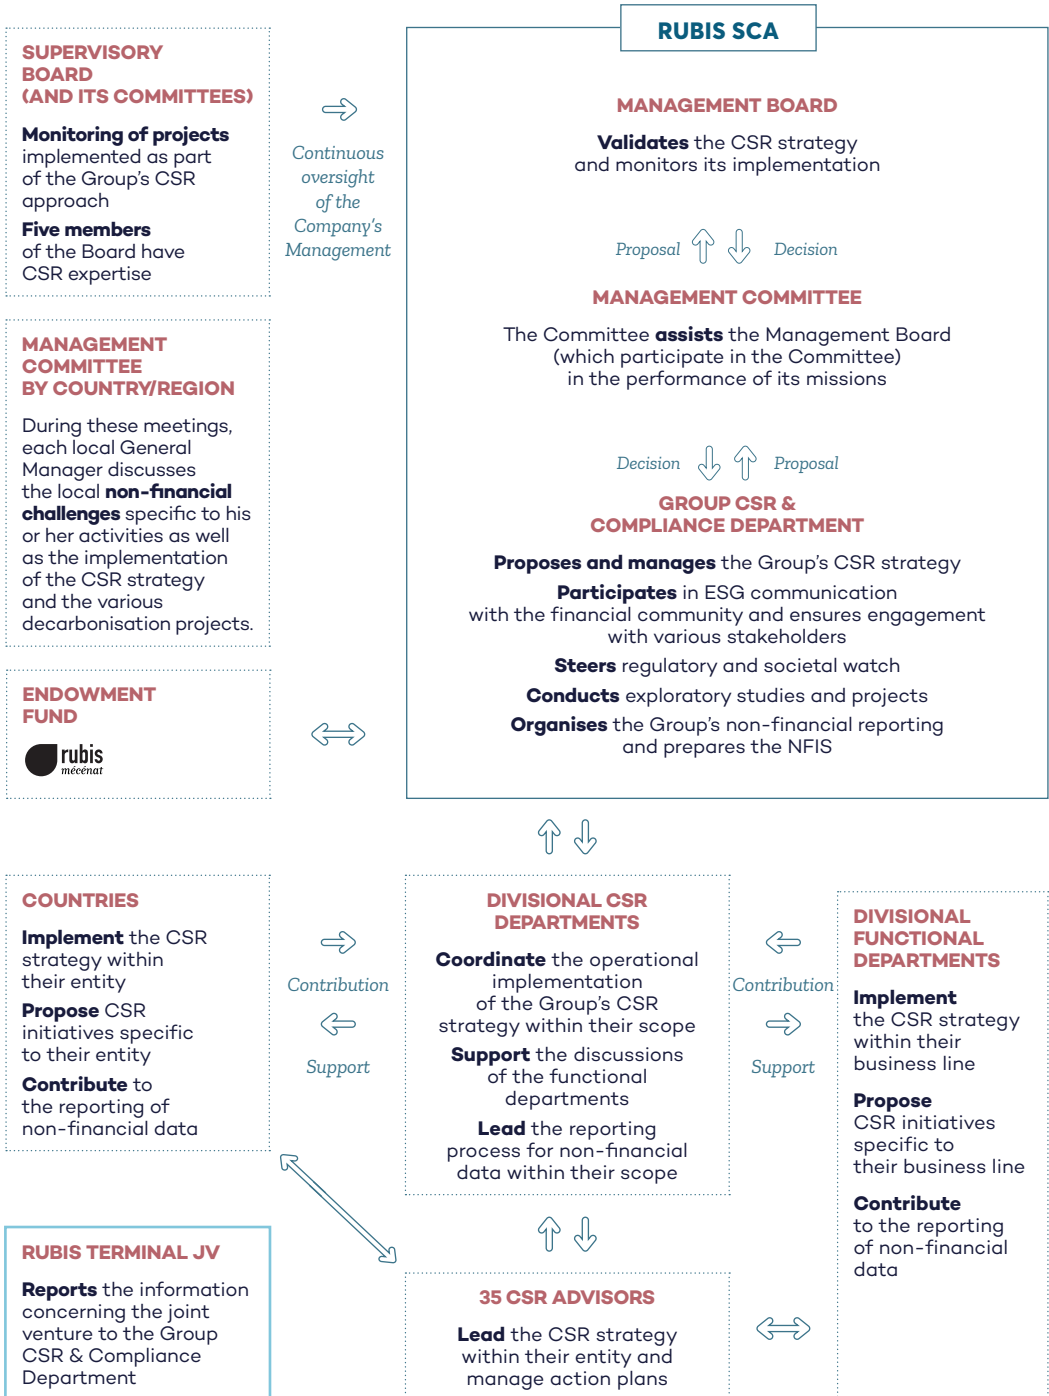 RUBIS SCA
SUPERVISORY
BOARD
(AND ITS COMMITTEES)
Monitoring of projects
implemented as part
of the Group's CSR
approach
Five members
of the Board have
CSR expertise
Continuous
oversight
of the
Company's
Management
MANAGEMENT BOARD
Validates the CSR strategy
and monitors its implementation
Proposal
Decision
MANAGEMENT COMMITTEE
The Committee assists the Management Board
(which participate in the Committee)
in the performance of its missions
Decision
Proposal
GROUP CSR &
COMPLIANCE DEPARTMENT
Proposes and manages the Group's CSR strategy
Participates in ESG communication
with the financial community and ensures engagement
with various stakeholders
Steers regulatory and societal watch
Conducts exploratory studies and projects
Organises the Group's non-financial reporting
and prepares the NFIS
MANAGEMENT
COMMITTEE
BY COUNTRY/REGION
During these meetings,
each local General
Manager discusses
the local non-financial
challenges specific to his
or her activities as well
as the implementation
of the CSR strategy
and the various
decarbonisation projects.
ENDOWMENT
FUND
rubis
mécénat
COUNTRIES
Implement the CSR
strategy within
their entity
Propose CSR
initiatives specific
to their entity
Contribute to
the reporting of
non-financial data
Contribution
Support
DIVISIONAL CSR
DEPARTMENTS
Coordinate the operational
implementation
of the Group's CSR
strategy within their scope
Support the discussions
of the functional
departments
Lead the reporting
process for non-financial
data within their scope
Contribution
Support
DIVISIONAL
FUNCTIONAL
DEPARTMENTS
Implement
the CSR strategy
within their
business line
Propose
CSR initiatives
specific to
their business line
Contribute
to the reporting
of non-financial
data
RUBIS TERMINAL JV
Reports the information
concerning the joint
venture to the Group
CSR & Compliance
Department
35 CSR ADVISORS
Lead the CSR strategy
within their entity and
manage action plans